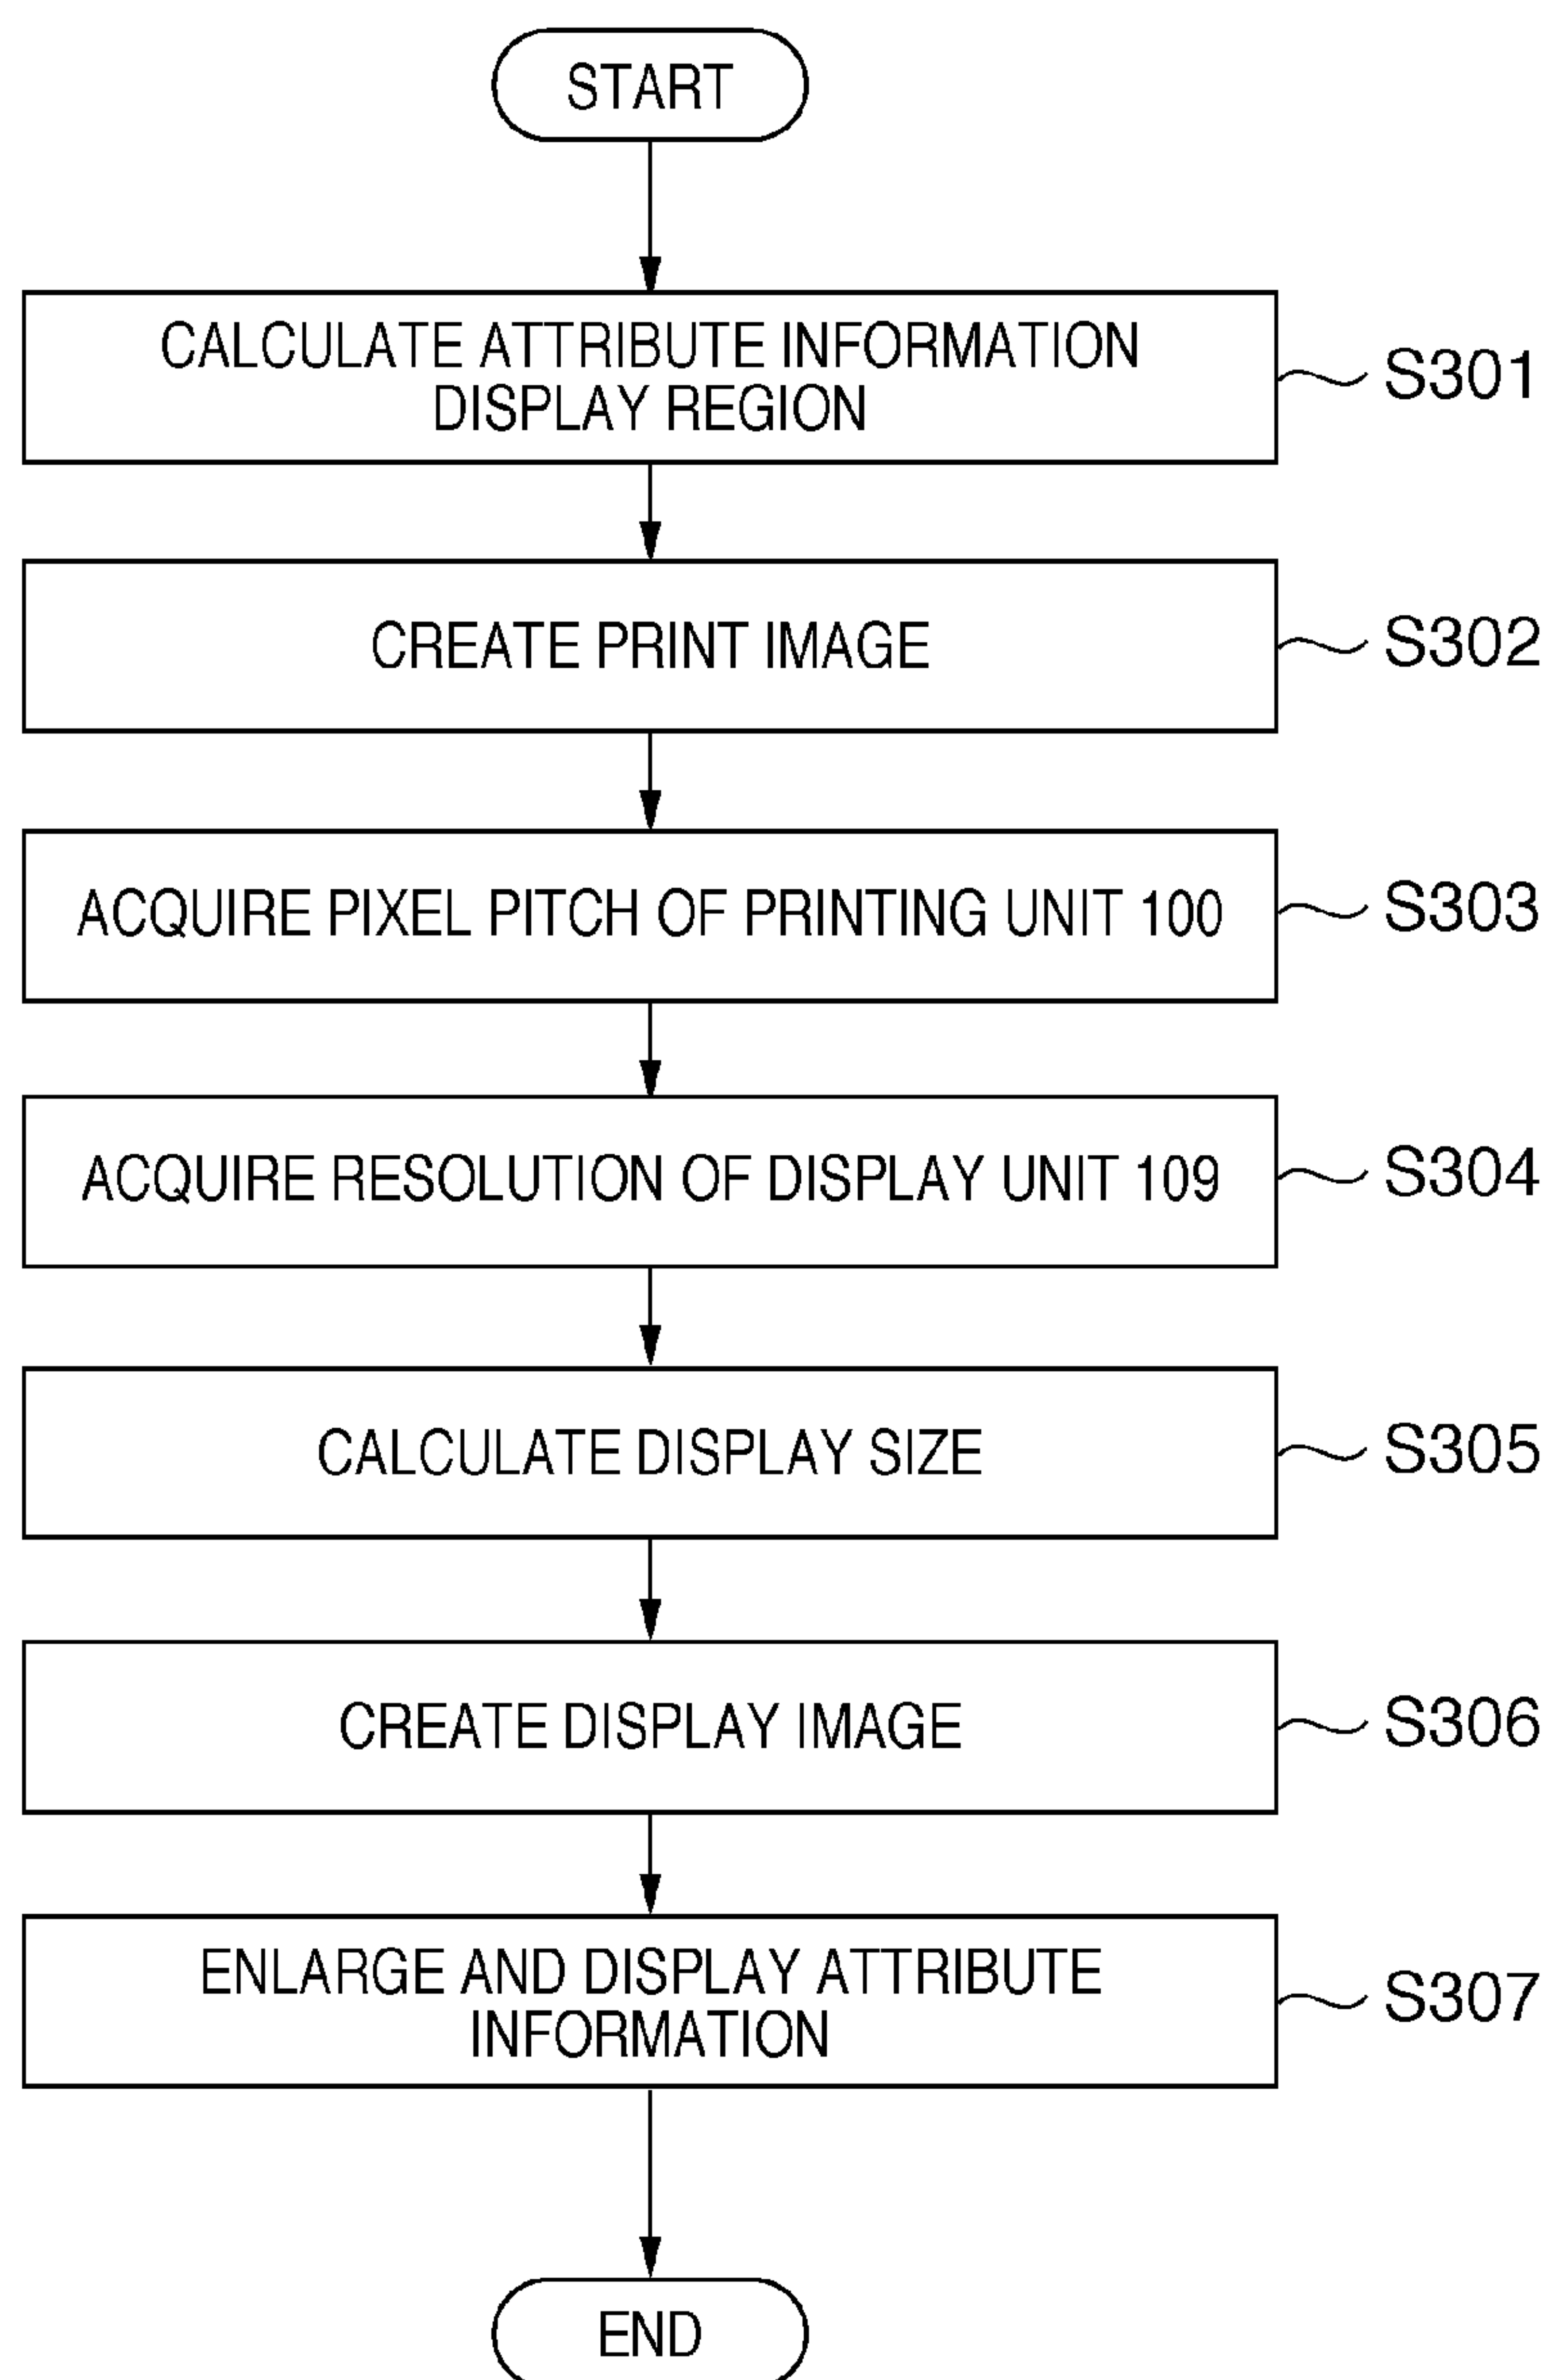 START
CALCULATE ATTRIBUTE INFORMATION
DISPLAY REGION
S301
CREATE PRINT IMAGE
S302
ACQUIRE PIXEL PITCH OF PRINTING UNIT 100
S303
ACQUIRE RESOLUTION OF DISPLAY UNIT 109
S304
CALCULATE DISPLAY SIZE
S305
CREATE DISPLAY IMAGE
S306
ENLARGE AND DISPLAY ATTRIBUTE
INFORMATION
S307
END